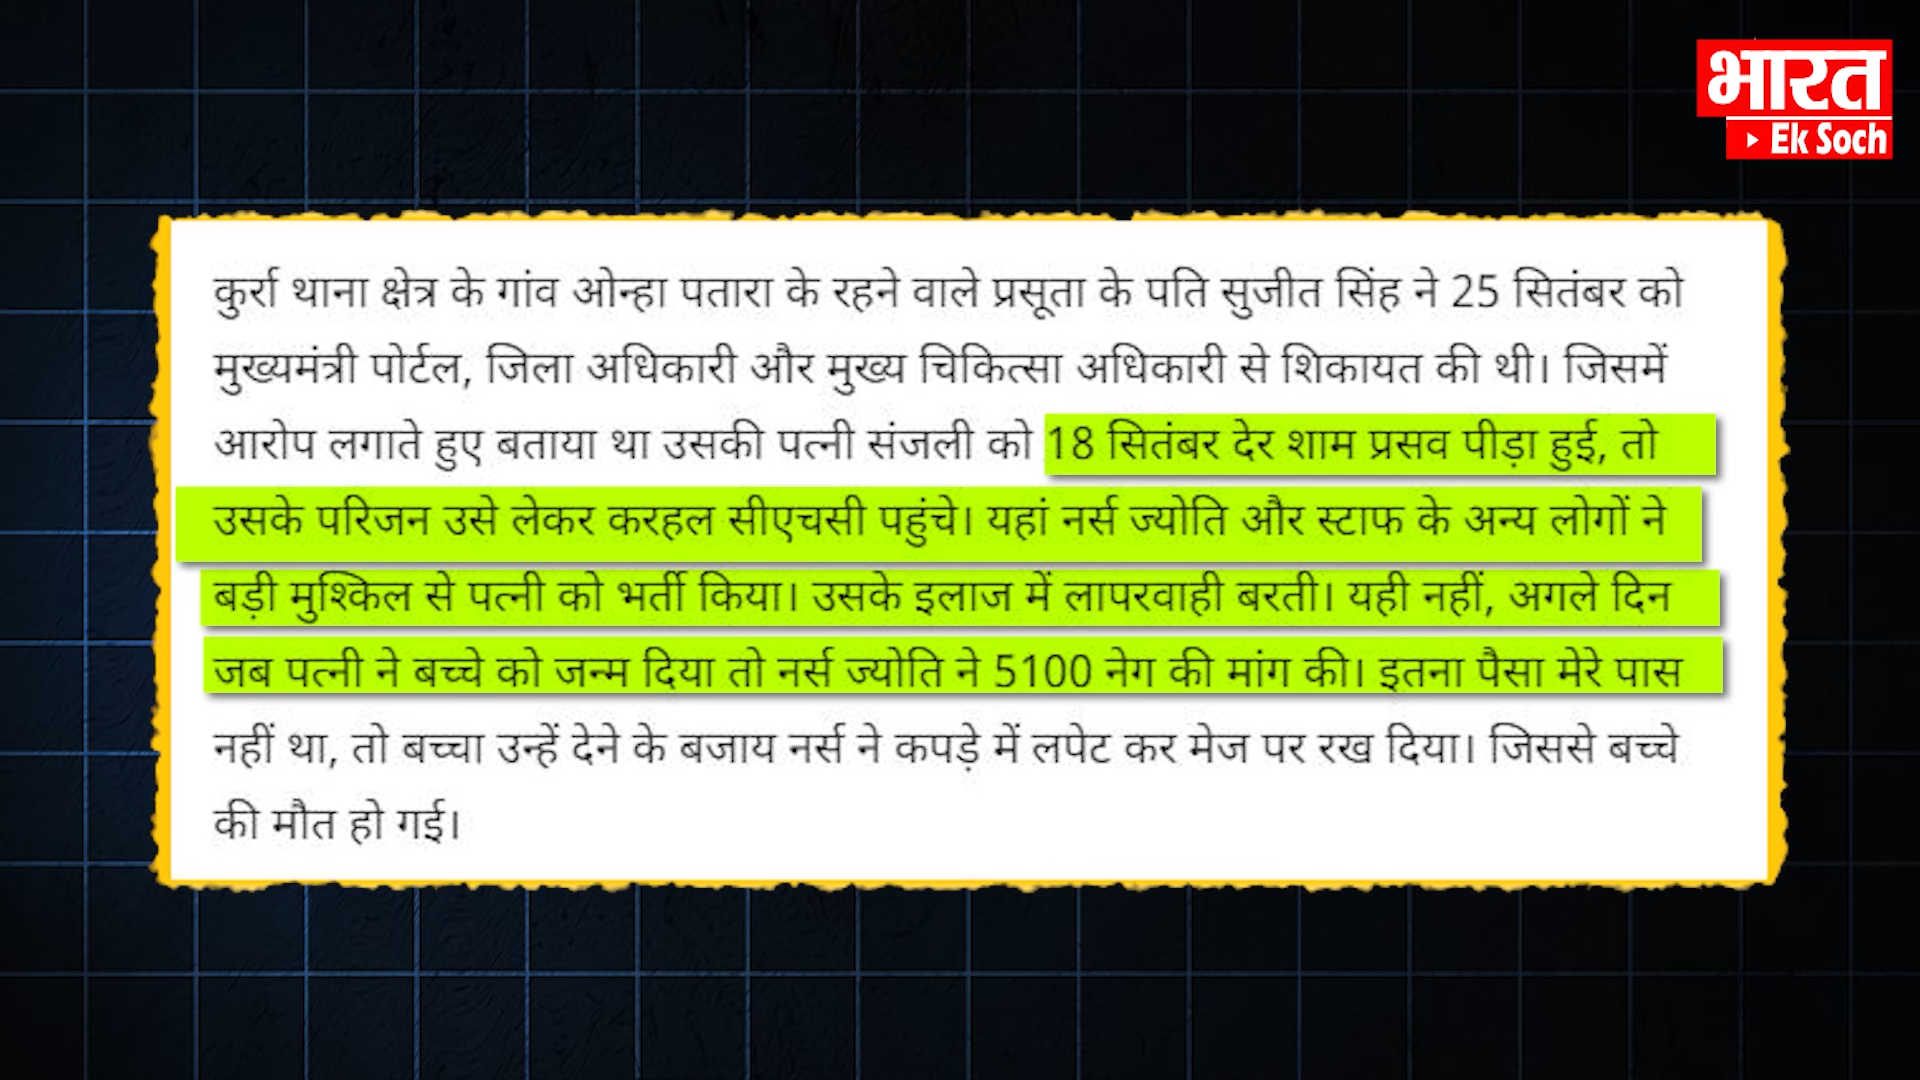 भारत
Ek Soch
कुर्रा थाना क्षेत्र के गांव ओन्हा पतारा के रहने वाले प्रसूता के पति सुजीत सिंह ने 25 सितंबर को
मुख्यमंत्री पोर्टल, जिला अधिकारी और मुख्य चिकित्सा अधिकारी से शिकायत की थी। जिसमें
आरोप लगाते हुए बताया था उसकी पत्नी संजली को 18 सितंबर देर शाम प्रसव पीड़ा हुई, तो
उसके परिजन उसे लेकर करहल सीएचसी पहुंचे। यहां नर्स ज्योति और स्टाफ के अन्य लोगों ने
बड़ी मुश्किल से पत्नी को भर्ती किया। उसके इलाज में लापरवाही बरती। यही नहीं, अगले दिन
जब पत्नी ने बच्चे को जन्म दिया तो नर्स ज्योति ने 5100 नेग की मांग की। इतना पैसा मेरे पास
नहीं था, तो बच्चा उन्हें देने के बजाय नर्स ने कपड़े में लपेट कर मेज पर रख दिया। जिससे बच्चे
की मौत हो गई।